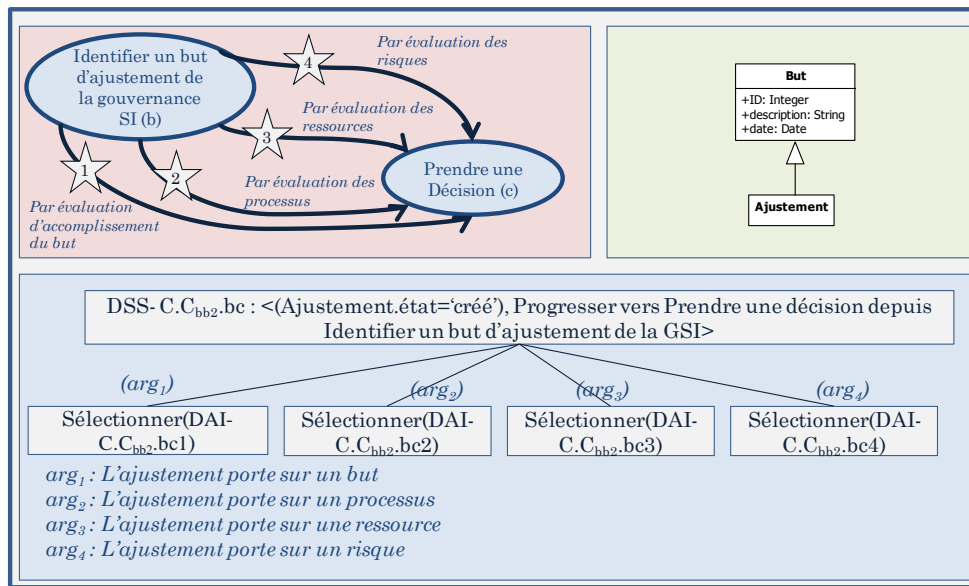 Identifier un but
d'ajustement de
la gouvernance
SI (b)
4
Par évaluation des
risques
3
Par évaluation des
ressources
1
2
Par évaluation des
processus
Prendre une
Décision (c)
Par évaluation
d'accomplissement
du but
But
+ID: Integer
+description: String
+date: Date
Ajustement
DSS- C.Cbb2.bc : <(Ajustement.état='créé'), Progresser vers Prendre une décision depuis
Identifier un but d'ajustement de la GSI>
(arg1) (arg2) (arg3) (arg4)
Sélectionner(DAI-
C.Cbb2.bc1)
Sélectionner(DAI-
C.Cbb2.bc2)
Sélectionner(DAI-
C.Cbb2.bc3)
Sélectionner(DAI-
C.Cbb2.bc4)
arg1 : L'ajustement porte sur un but
arg2 : L'ajustement porte sur un processus
arg3 : L'ajustement porte sur une ressource
arg4 : L'ajustement porte sur un risque